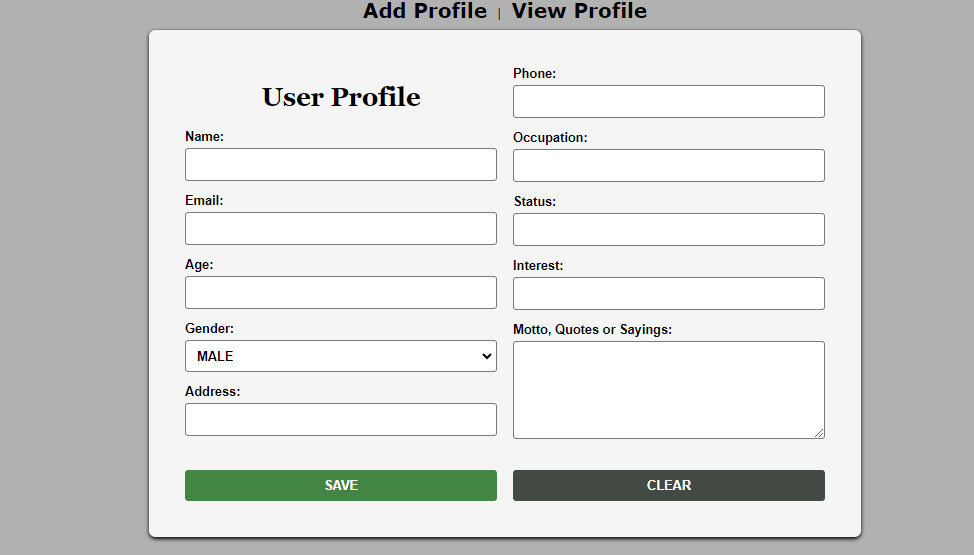 Add Profile | View Profile
User Profile
Name:
Email:
Age:
Gender:
MALE
Address:
Phone:
Occupation:
Status:
Interest:
Motto, Quotes or Sayings:
SAVE
CLEAR